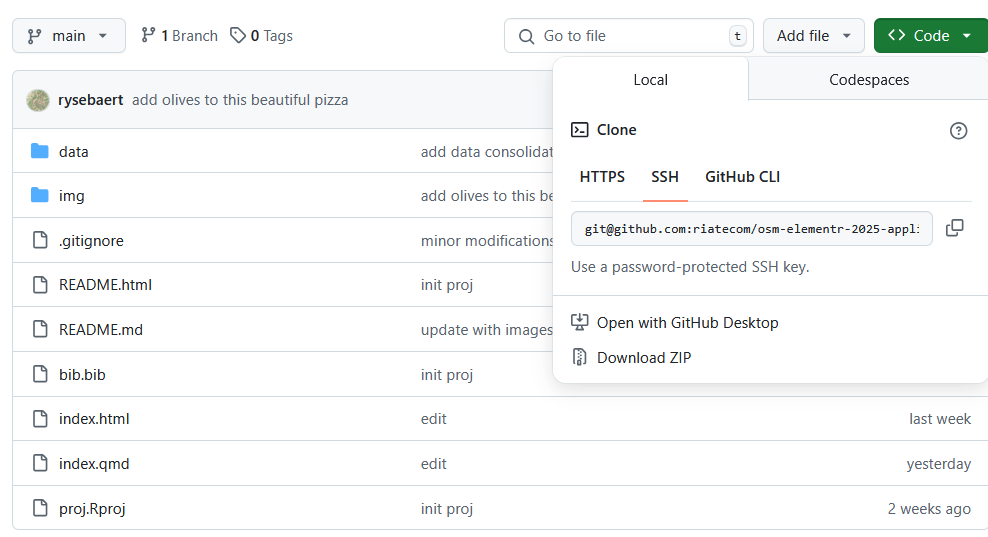 main 1 Branch 0 Tags Go to file t Add file Code
Local Codespaces
rysebaert add olives to this beautiful pizza
Clone
HTTPS SSH GitHub CLI
git@github.com:riatecom/osm-elementr-2025-appli
Use a password-protected SSH key.
Open with GitHub Desktop
Download ZIP
data add data consolidat
img add olives to this be
.gitignore minor modifications
README.html init proj
README.md update with images
bib.bib init proj
index.html edit last week
index.qmd edit yesterday
proj.Rproj init proj 2 weeks ago